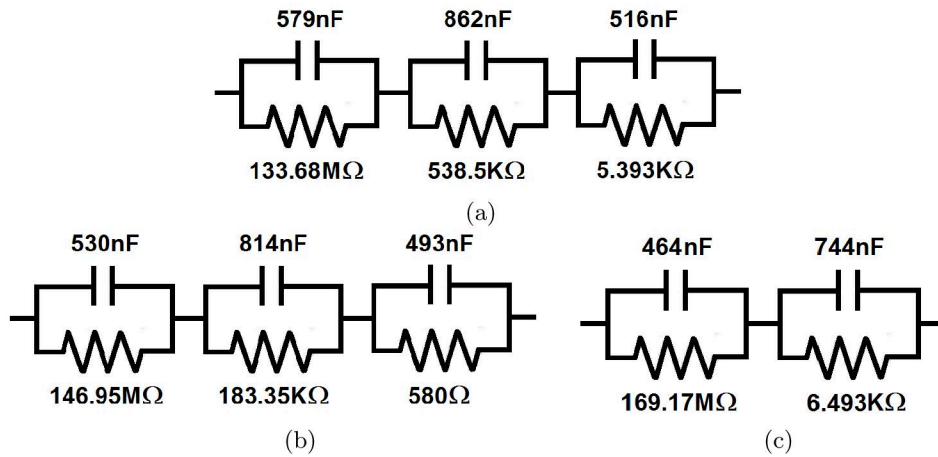 579nF 862nF 516nF
133.68MΩ 538.5KΩ 5.393KΩ
(a)
530nF 814nF 493nF 464nF 744nF
146.95MΩ 183.35KΩ 580Ω 169.17MΩ 6.493KΩ
(b) (c)